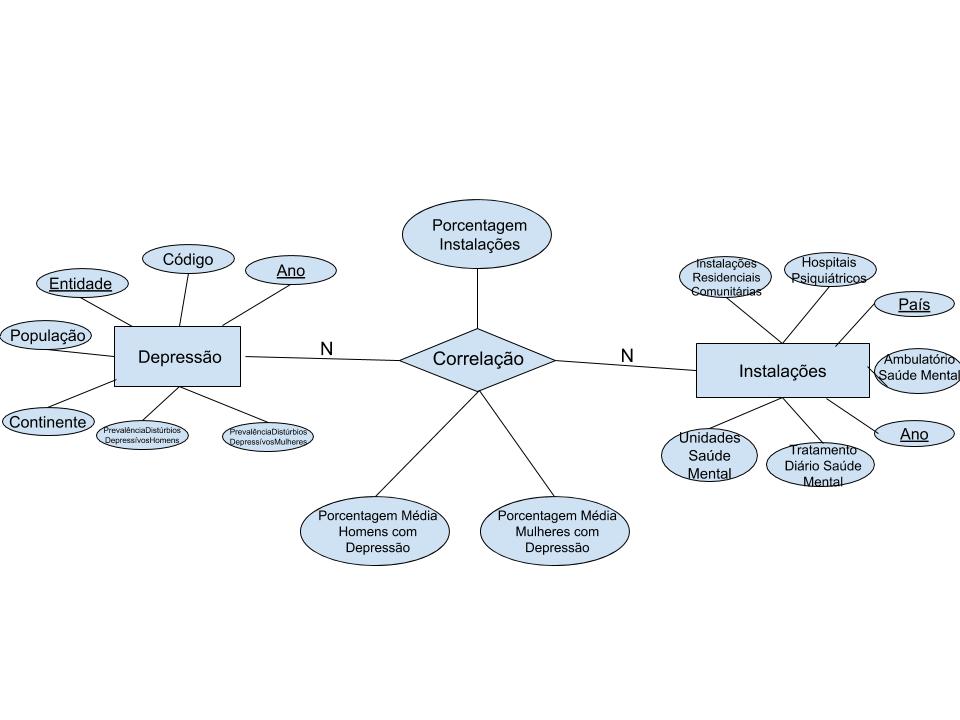 Porcentagem
Instalações
Código
Ano
Entidade
População
Depressão
Continente
PrevalênciaDistúrbios
DepressívosHomens
PrevalênciaDistúrbios
DepressívosMulheres
N
Correlação
N
Porcentagem Média
Homens com
Depressão
Porcentagem Média
Mulheres com
Depressão
Instalações
Residenciais
Comunitárias
Hospitais
Psiquiátricos
País
Instalações
Ambulatório
Saúde Mental
Ano
Unidades
Saúde
Mental
Tratamento
Diário Saúde
Mental